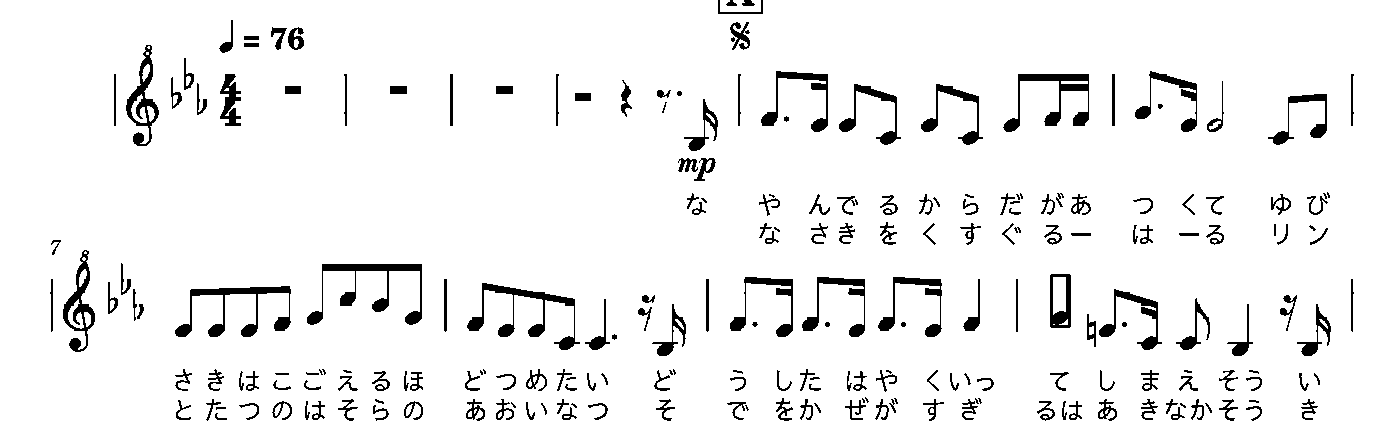 = 76
mp
な や んで る か ら だ があ つ くて ゆ び
な さき を く す ぐ るー は ーる リ ン
7
さ き は こ ご え る ほ ど つ め た い ど う した はや くいっ て し ま え そう い
と た つ の は そ ら の あ お い な つ そ で をか ぜが す ぎ るは あ きなか そう き